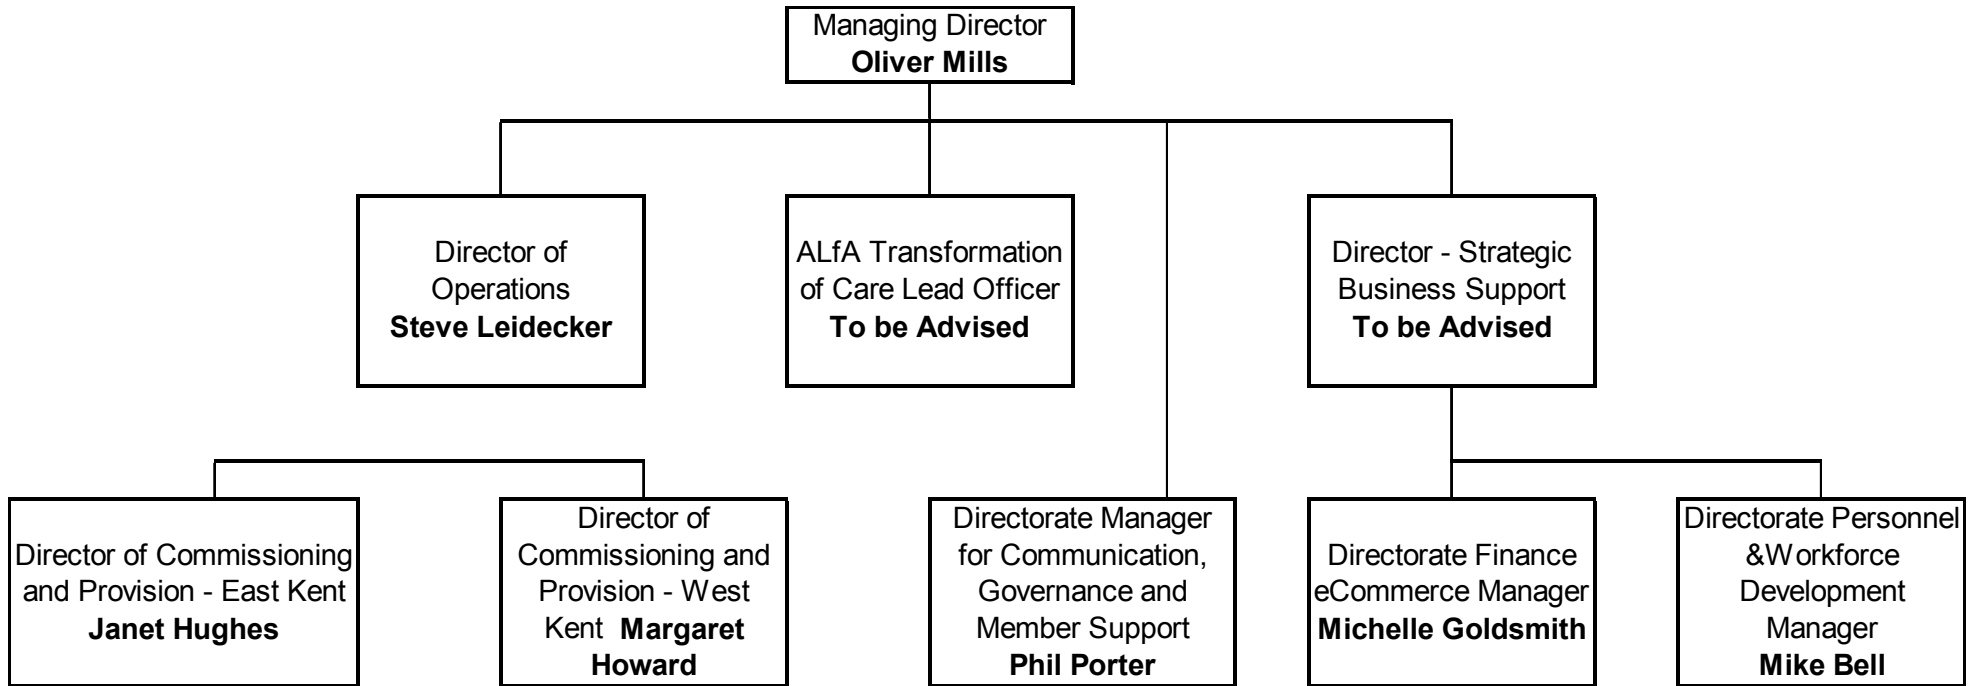 Managing Director
Oliver Mills
Director of
Operations
Steve Leidecker
ALfA Transformation
of Care Lead Officer
To be Advised
Director - Strategic
Business Support
To be Advised
Director of Commissioning
and Provision - East Kent
Janet Hughes
Director of
Commissioning and
Provision - West
Kent Margaret
Howard
Directorate Manager
for Communication,
Governance and
Member Support
Phil Porter
Directorate Finance
eCommerce Manager
Michelle Goldsmith
Directorate Personnel
&Workforce
Development
Manager
Mike Bell